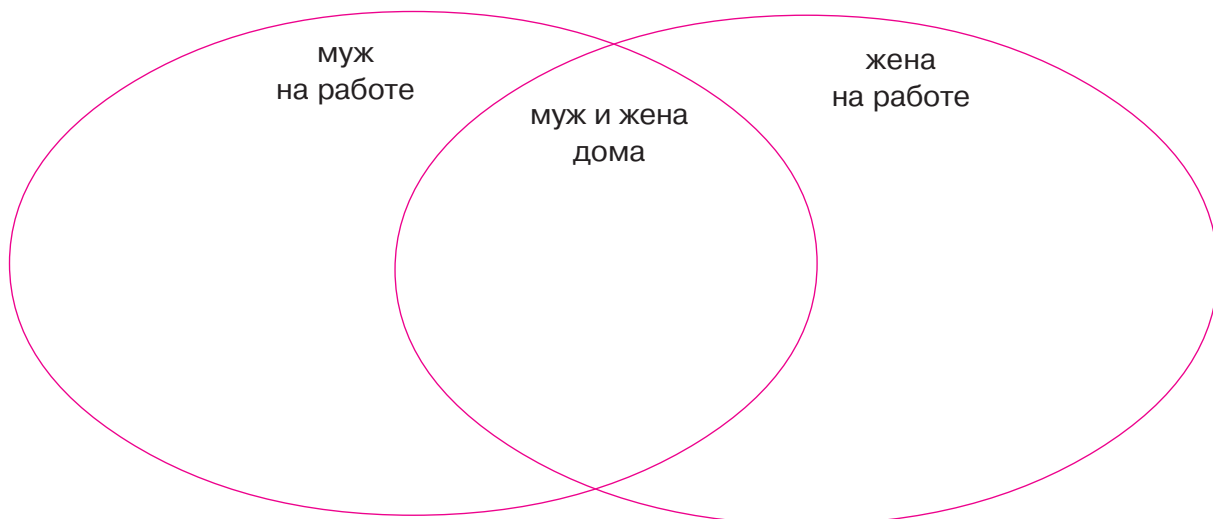 муж
на работе
муж и жена
дома
жена
на работе